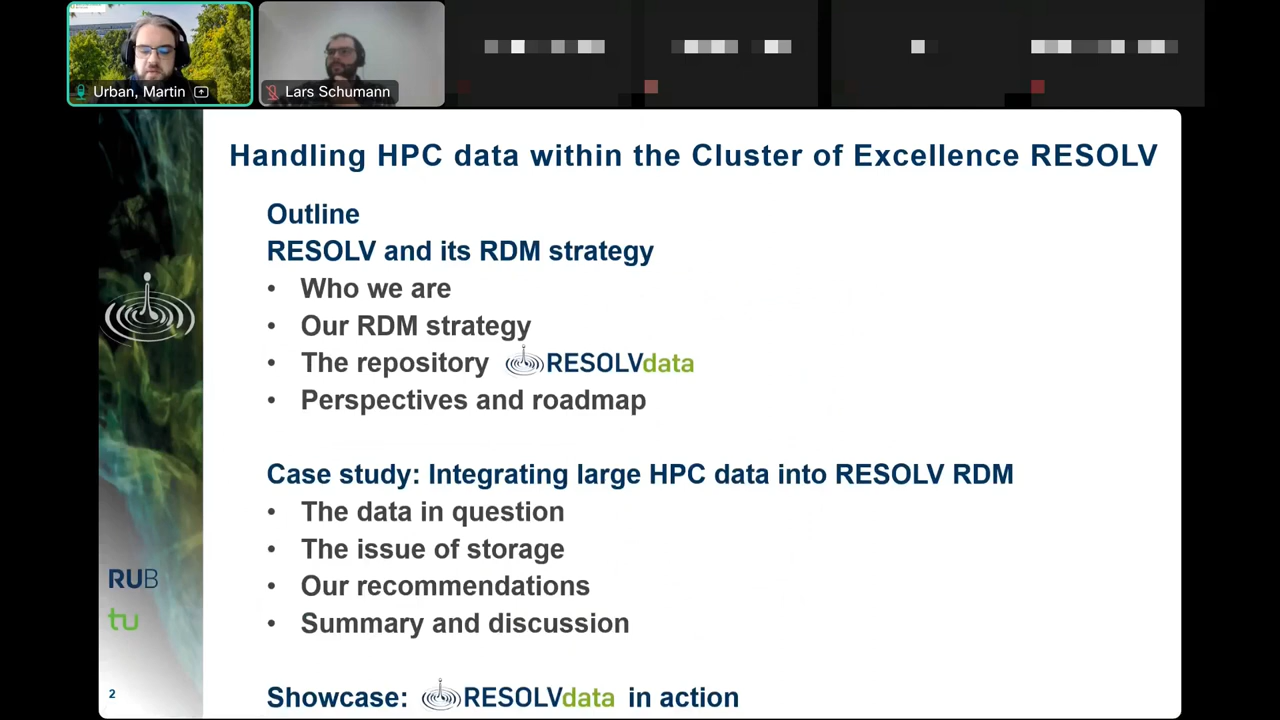 Urban, Martin
Lars Schumann
Handling HPC data within the Cluster of Excellence RESOLV
Outline
RESOLV and its RDM strategy
• Who we are
• Our RDM strategy
• The repository RESOLVdata
• Perspectives and roadmap
Case study: Integrating large HPC data into RESOLV RDM
• The data in question
• The issue of storage
• Our recommendations
• Summary and discussion
Showcase: RESOLVdata in action
RUB
tu
2